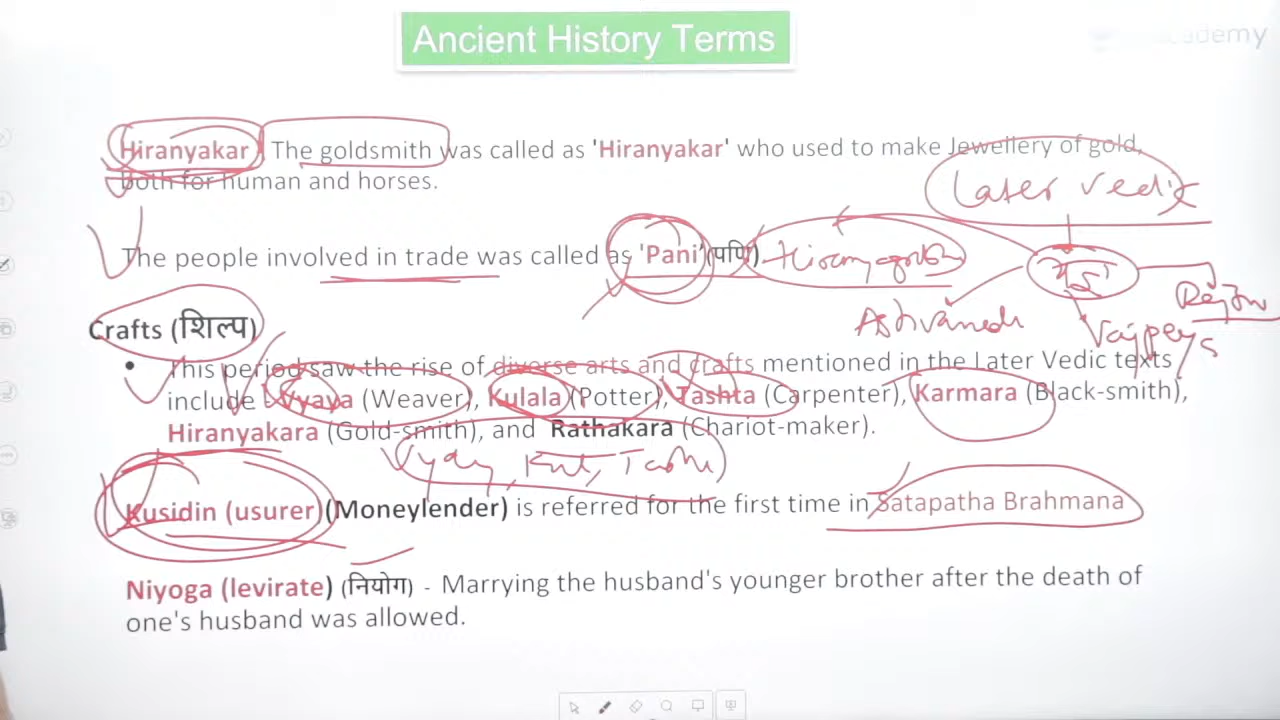 Ancient History Terms
Hiranyakar The goldsmith was called as 'Hiranyakar' who used to make Jewellery of gold,
both for human and horses.
Later vedic
The people involved in trade was called as 'Pani' (पणि).
Crafts (शिल्प)
This period saw the rise of diverse arts and crafts mentioned in the Later Vedic texts
include - Vyaya (Weaver), Kulala (Potter), Tashta (Carpenter), Karmara (Black-smith),
Hiranyakara (Gold-smith), and Rathakara (Chariot-maker).
Kusidin (usurer) (Moneylender) is referred for the first time in Satapatha Brahmana
Niyoga (levirate) (नियोग) - Marrying the husband's younger brother after the death of
one's husband was allowed.